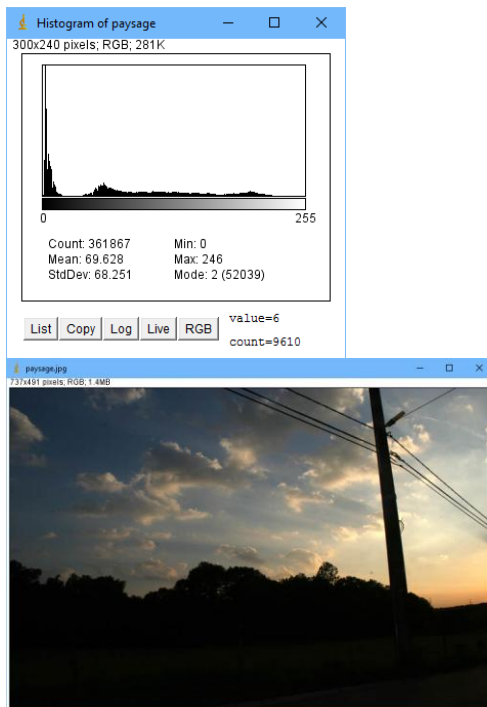 Histogram of paysage
300x240 pixels; RGB; 281K
0 255
Count: 361867 Min: 0
Mean: 69.628 Max: 246
StdDev: 68.251 Mode: 2 (52039)
List Copy Log Live RGB value=6
count=9610
paysage.jpg
737x491 pixels; RGB; 1.4MB